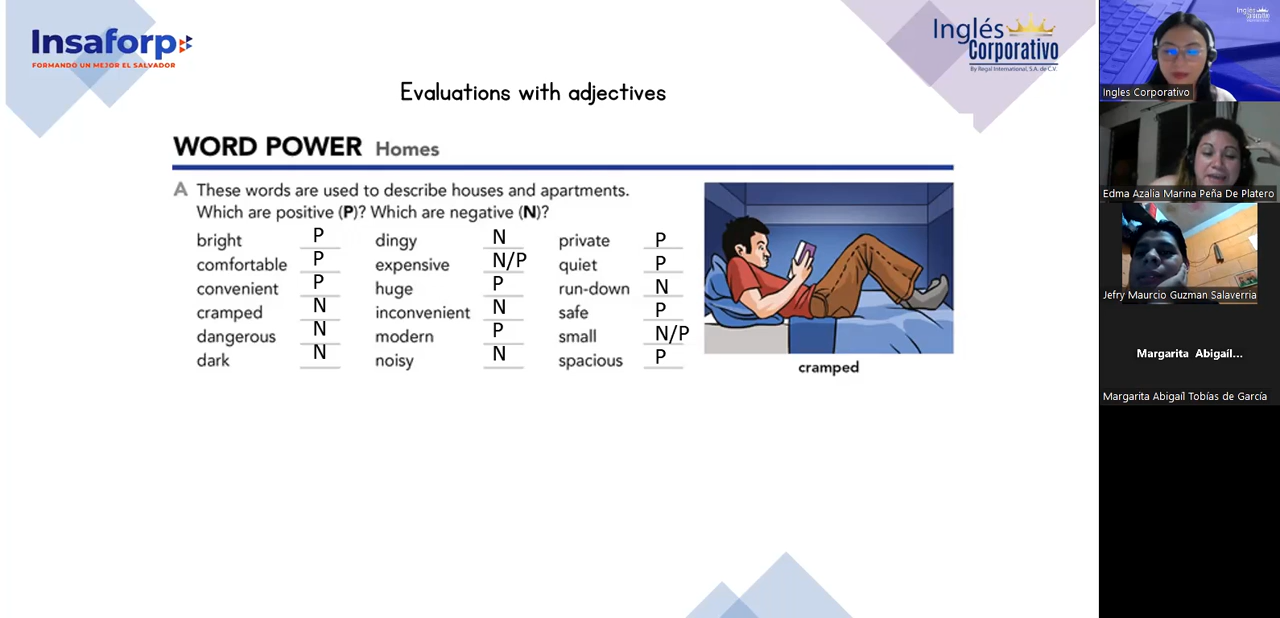 Insaforp
FORMANDO UN MEJOR EL SALVADOR
Inglés
Corporativo
By Regal International, S.A. de C.V.
Evaluations with adjectives
WORD POWER Homes
A These words are used to describe houses and apartments.
Which are positive (P)? Which are negative (N)?
bright P dingy N private P
comfortable P expensive N/P quiet P
convenient P huge P run-down N
cramped N inconvenient N safe P
dangerous N modern P small N/P
dark N noisy N spacious P
cramped
Ingles Corporativo
Edma Azalia Marina Peña De Platero
Jefry Maurcio Guzman Salaverria
Margarita Abigaíl...
Margarita Abigaíl Tobías de García